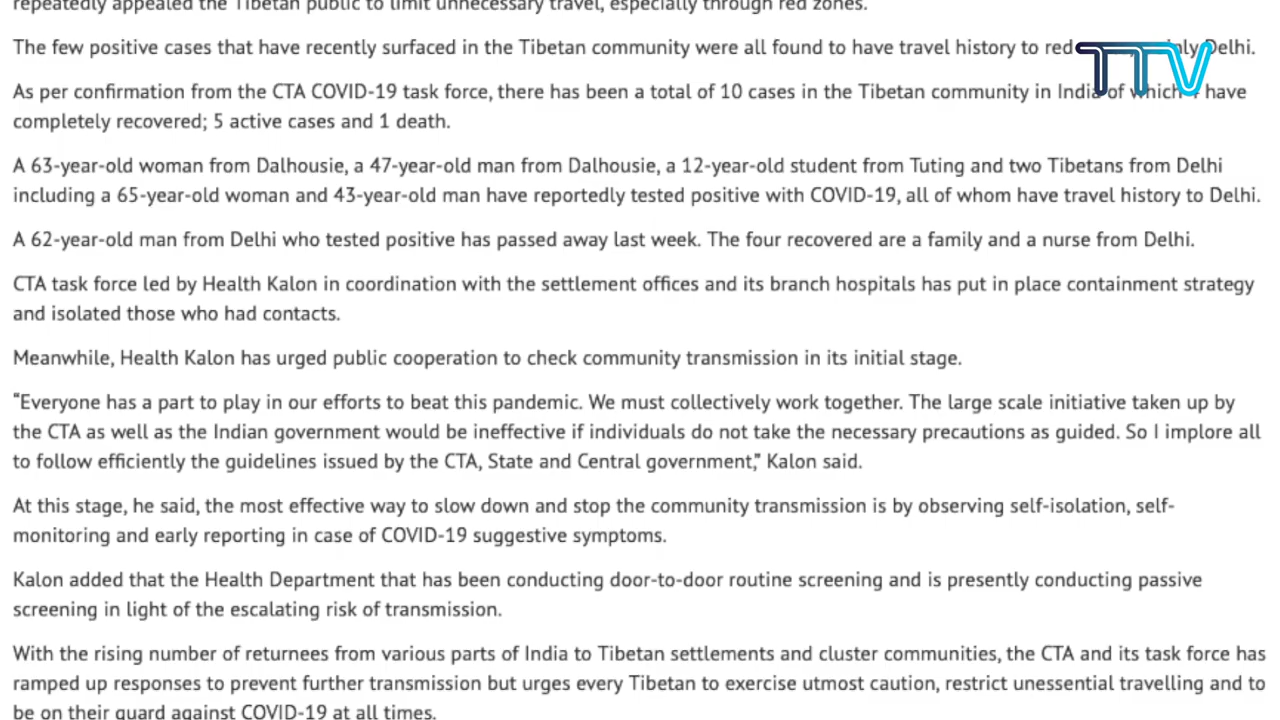 repeatedly appealed the Tibetan public to limit unnecessary travel, especially through red zones.
The few positive cases that have recently surfaced in the Tibetan community were all found to have travel history to red Delhi.
TTV
As per confirmation from the CTA COVID-19 task force, there has been a total of 10 cases in the Tibetan community in India of which 4 have
completely recovered; 5 active cases and 1 death.
A 63-year-old woman from Dalhousie, a 47-year-old man from Dalhousie, a 12-year-old student from Tuting and two Tibetans from Delhi
including a 65-year-old woman and 43-year-old man have reportedly tested positive with COVID-19, all of whom have travel history to Delhi.
A 62-year-old man from Delhi who tested positive has passed away last week. The four recovered are a family and a nurse from Delhi.
CTA task force led by Health Kalon in coordination with the settlement offices and its branch hospitals has put in place containment strategy
and isolated those who had contacts.
Meanwhile, Health Kalon has urged public cooperation to check community transmission in its initial stage.
“Everyone has a part to play in our efforts to beat this pandemic. We must collectively work together. The large scale initiative taken up by
the CTA as well as the Indian government would be ineffective if individuals do not take the necessary precautions as guided. So I implore all
to follow efficiently the guidelines issued by the CTA, State and Central government,” Kalon said.
At this stage, he said, the most effective way to slow down and stop the community transmission is by observing self-isolation, self-
monitoring and early reporting in case of COVID-19 suggestive symptoms.
Kalon added that the Health Department that has been conducting door-to-door routine screening and is presently conducting passive
screening in light of the escalating risk of transmission.
With the rising number of returnees from various parts of India to Tibetan settlements and cluster communities, the CTA and its task force has
ramped up responses to prevent further transmission but urges every Tibetan to exercise utmost caution, restrict unessential travelling and to
be on their guard against COVID-19 at all times.